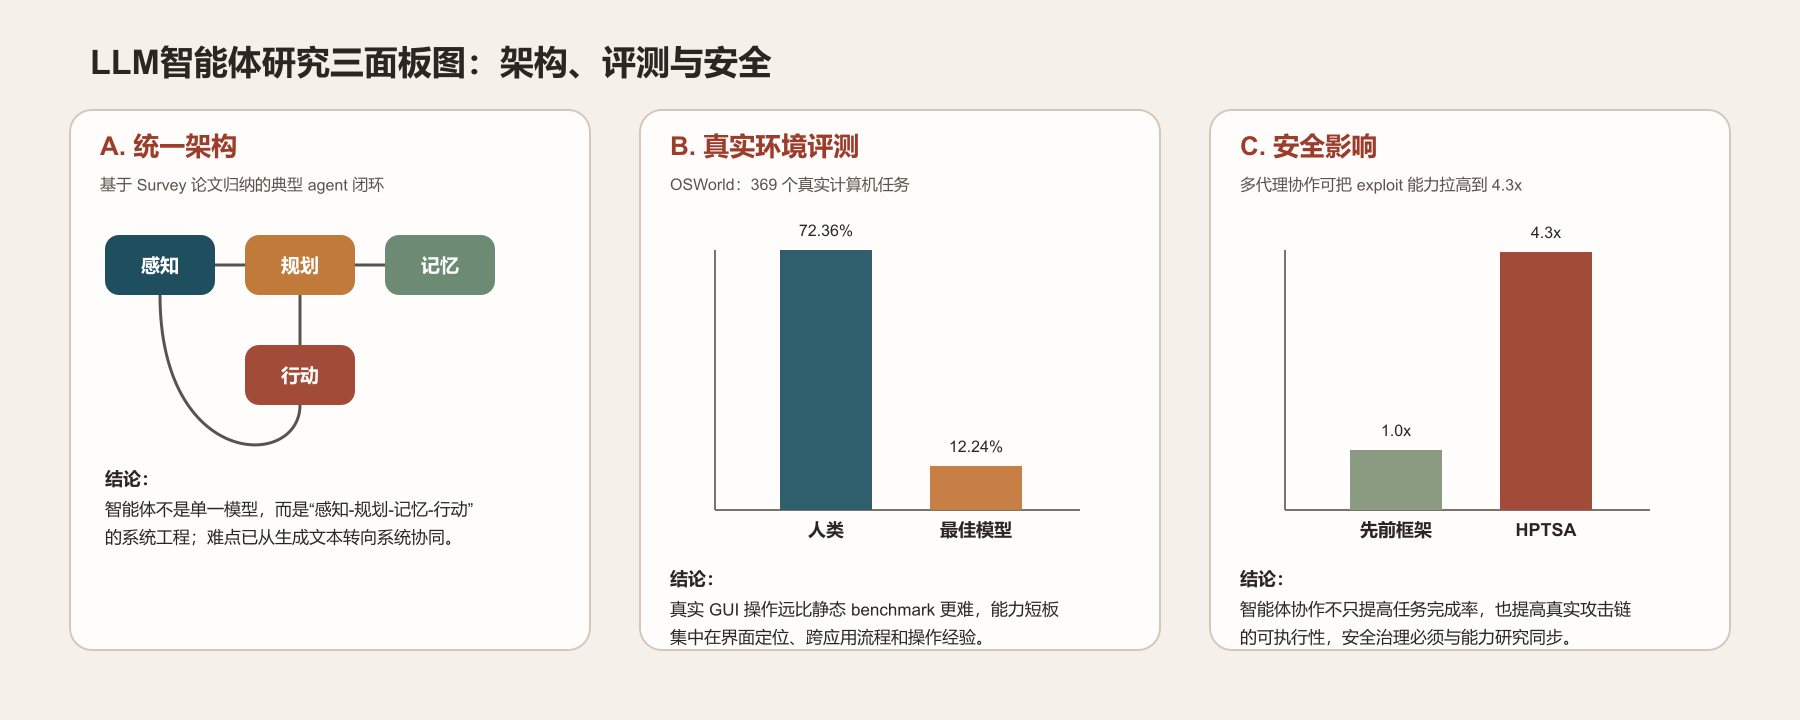 LLM智能体研究三面板图：架构、评测与安全
A. 统一架构
基于 Survey 论文归纳的典型 agent 闭环
感知
规划
记忆
行动
结论：
智能体不是单一模型，而是“感知-规划-记忆-行动”
的系统工程；难点已从生成文本转向系统协同。
B. 真实环境评测
OSWorld：369 个真实计算机任务
72.36%
12.24%
人类
最佳模型
结论：
真实 GUI 操作远比静态 benchmark 更难，能力短板
集中在界面定位、跨应用流程和操作经验。
C. 安全影响
多代理协作可把 exploit 能力拉高到 4.3x
4.3x
1.0x
先前框架
HPTSA
结论：
智能体协作不只提高任务完成率，也提高真实攻击链
的可执行性，安全治理必须与能力研究同步。